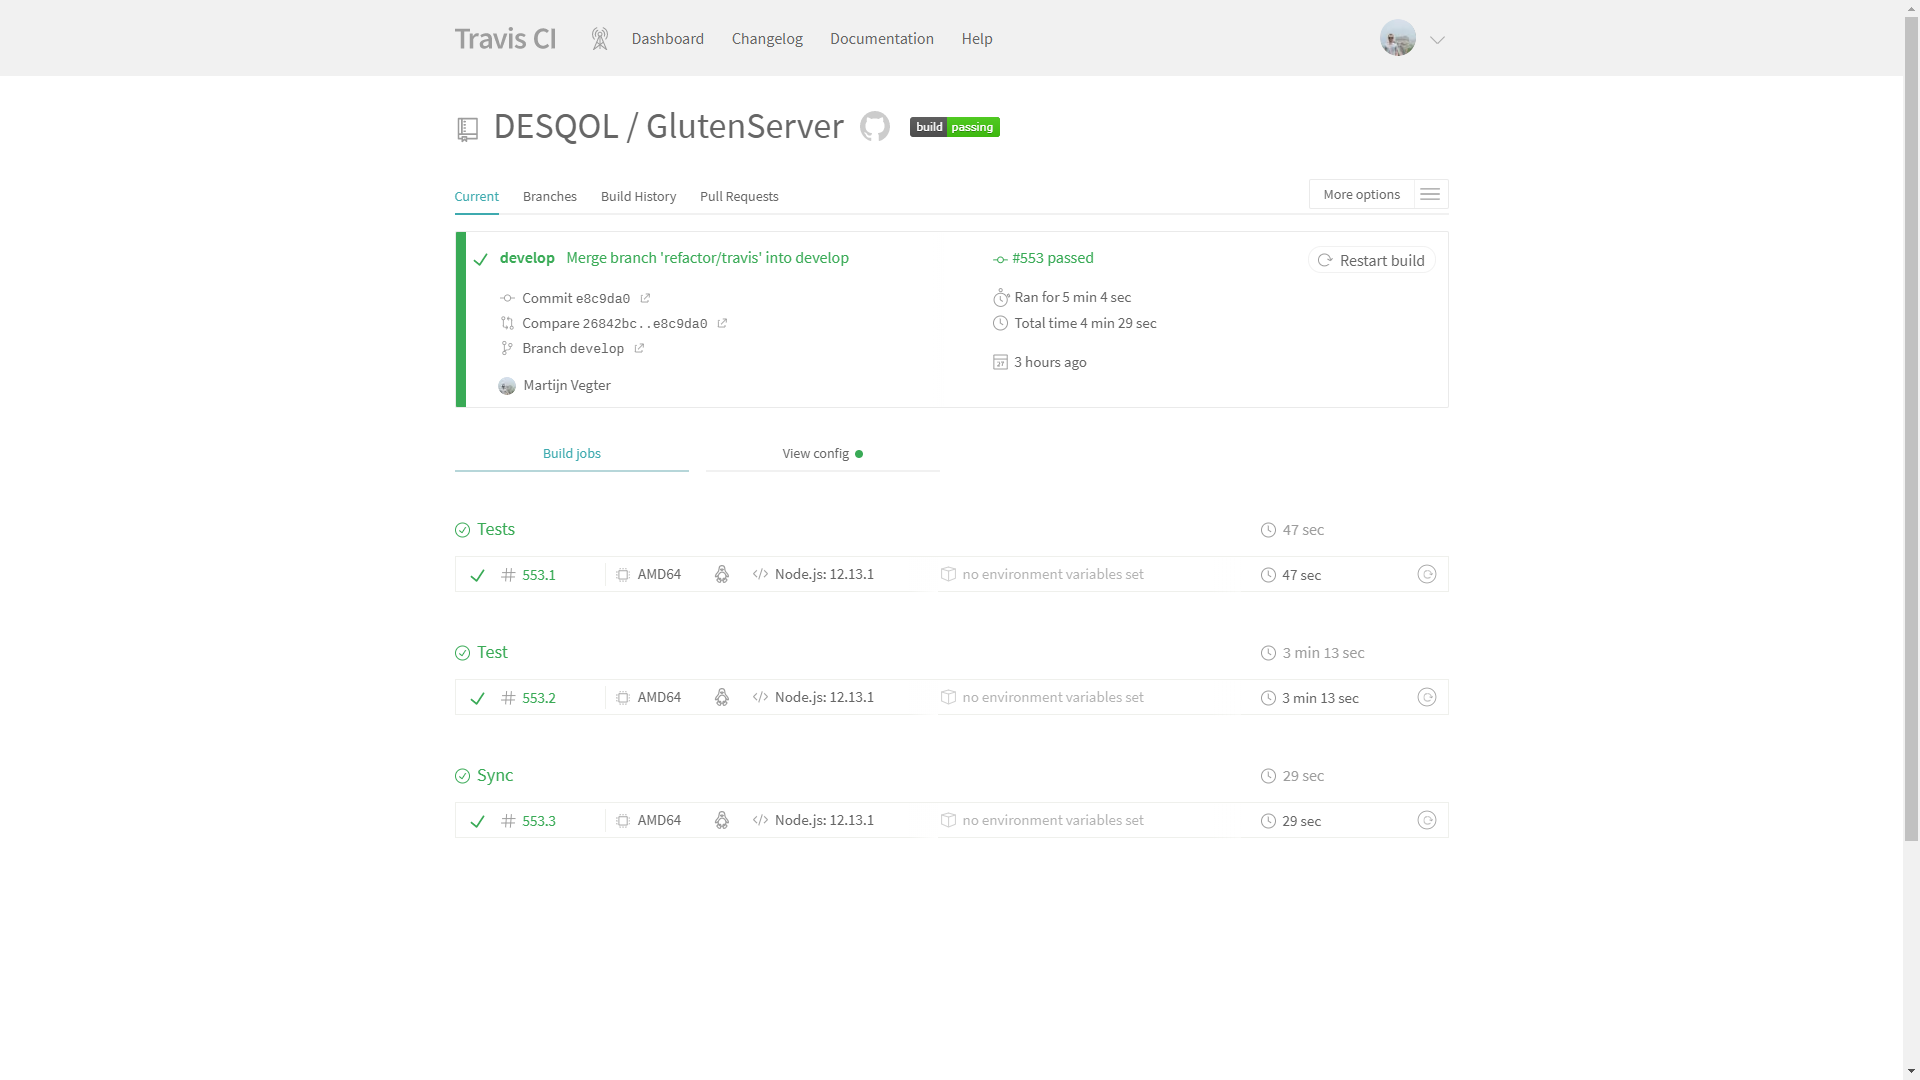 Travis CI
Dashboard
Changelog
Documentation
Help
DESQOL / GlutenServer
build passing
Current
Branches
Build History
Pull Requests
More options
develop Merge branch 'refactor/travis' into develop
#553 passed
Restart build
Commit e8c9da0
Ran for 5 min 4 sec
Compare 26842bc..e8c9da0
Total time 4 min 29 sec
Branch develop
3 hours ago
Martijn Vegter
Build jobs
View config
Tests
47 sec
553.1
AMD64
</> Node.js: 12.13.1
no environment variables set
47 sec
Test
3 min 13 sec
553.2
AMD64
</> Node.js: 12.13.1
no environment variables set
3 min 13 sec
Sync
29 sec
553.3
AMD64
</> Node.js: 12.13.1
no environment variables set
29 sec